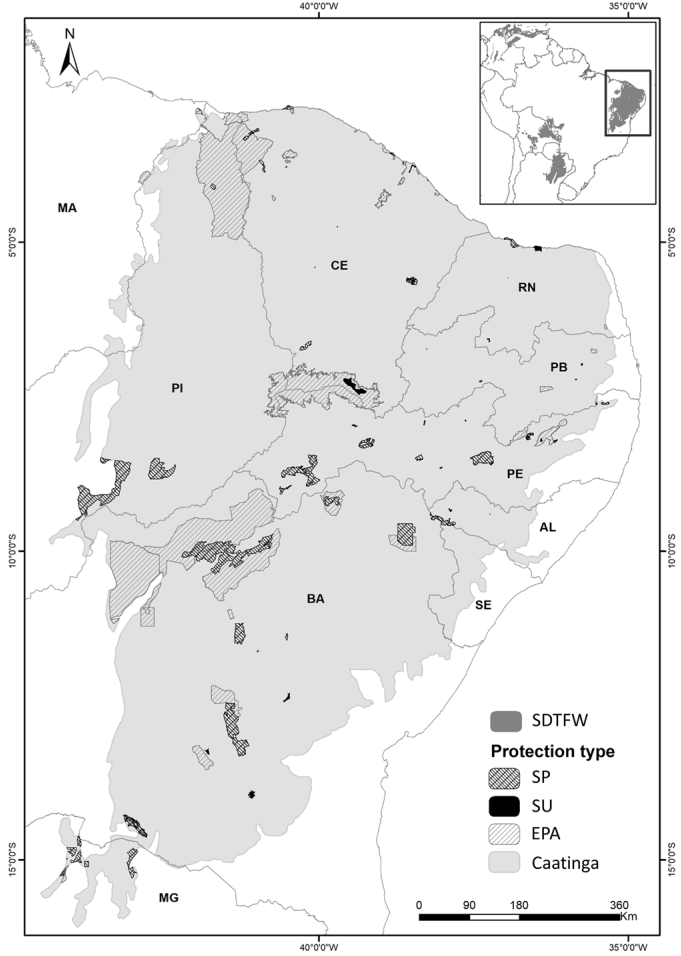 40°0'0"W
35°0'0"W
N
MA
5°0'0"S
5°0'0"S
CE
RN
PB
PI
PE
AL
10°0'0"S
10°0'0"S
BA
SE
SDTFW
Protection type
SP
SU
EPA
Caatinga
15°0'0"S
15°0'0"S
MG
0 90 180 360
Km
40°0'0"W
35°0'0"W